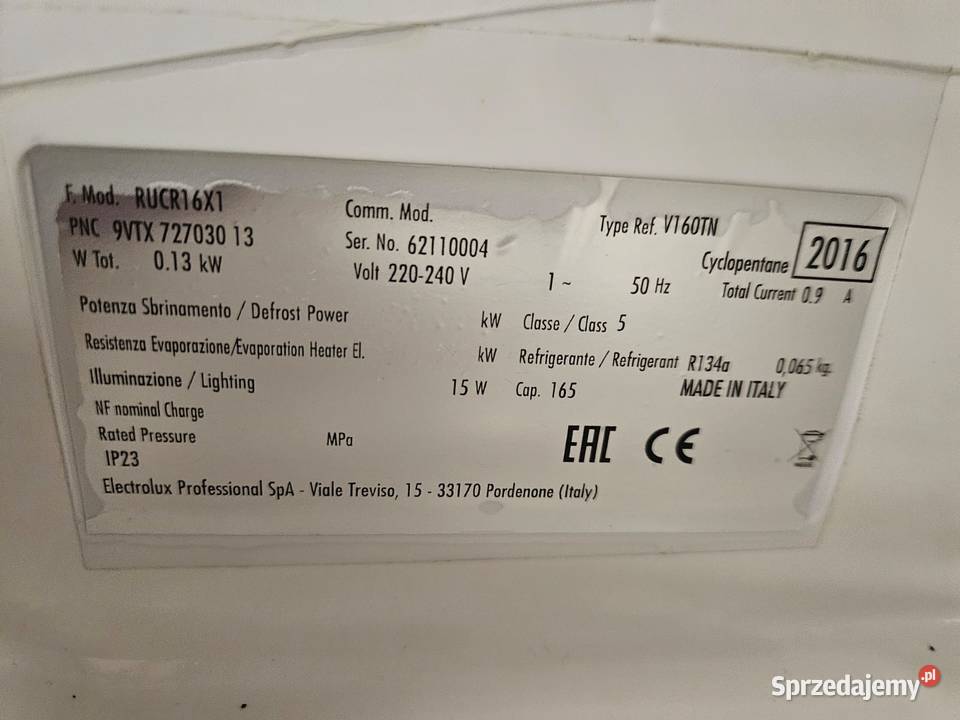 F. Mod. RUCR16X1 Comm. Mod. Type Ref. V160TN
PNC 9VTX 727030 13 Ser. No. 62110004 Cyclopentane 2016
W Tot. 0.13 kW Volt 220-240 V 1 ~ 50 Hz Total Current 0.9 A
Potenza Sbrinamento / Defrost Power kW Classe / Class 5
Resistenza Evaporazione/Evaporation Heater El. kW Refrigerante / Refrigerant R134a 0,065 kg.
Illuminazione / Lighting 15 W Cap. 165 MADE IN ITALY
NF nominal Charge
Rated Pressure MPa
IP23
EAC CE
Electrolux Professional SpA - Viale Treviso, 15 - 33170 Pordenone (Italy)
Sprzedajemy.pl